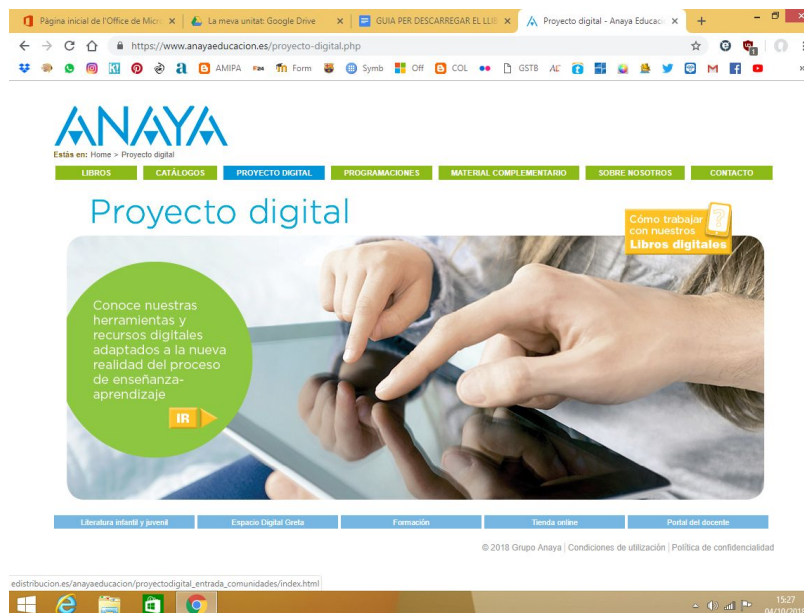 Página inicial de l'Office de Micro
La meva unitat: Google Drive
GUIA PER DESCARREGAR EL LLIB
Proyecto digital - Anaya Educació
https://www.anayaeducacion.es/proyecto-digital.php
AMIPA
Form
Symb
Off
COL
GSTB
ANAYA
Estás en: Home > Proyecto digital
LIBROS
CATÁLOGOS
PROYECTO DIGITAL
PROGRAMACIONES
MATERIAL COMPLEMENTARIO
SOBRE NOSOTROS
CONTACTO
Proyecto digital
Cómo trabajar
con nuestros
Libros digitales
Conoce nuestras
herramientas y
recursos digitales
adaptados a la nueva
realidad del proceso
de enseñanza-
aprendizaje
IR
Literatura infantil y juvenil
Espacio Digital Greta
Formación
Tienda online
Portal del docente
© 2018 Grupo Anaya | Condiciones de utilización | Política de confidencialidad
edistribucion.es/anayaeducacion/proyectodigital_entrada_comunidades/index.html
15:27
04/10/2018